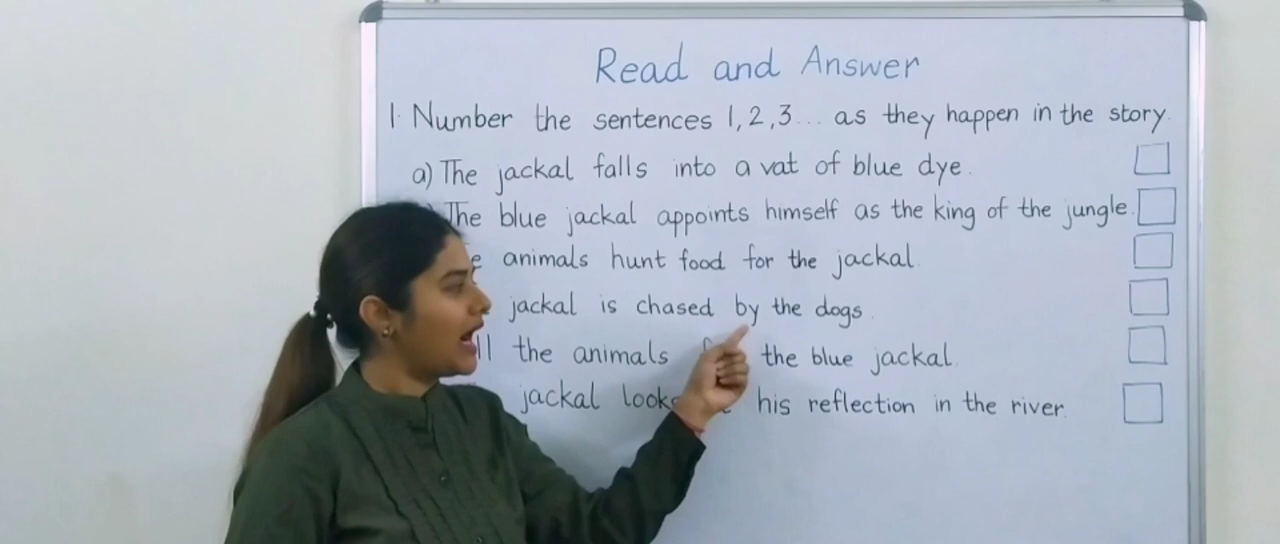 Read and Answer
1. Number the sentences 1, 2, 3... as they happen in the story.
a) The jackal falls into a vat of blue dye.
The blue jackal appoints himself as the king of the jungle.
animals hunt food for the jackal.
jackal is chased by the dogs.
the animals the blue jackal.
jackal his reflection in the river.